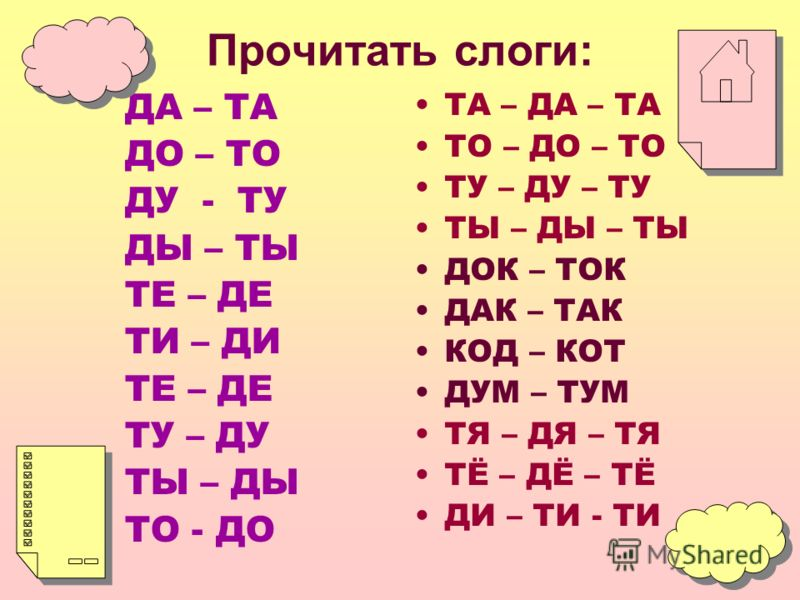 Прочитать слоги:
ДА – ТА
ДО – ТО
ДУ - ТУ
ДЫ – ТЫ
ТЕ – ДЕ
ТИ – ДИ
ТЕ – ДЕ
ТУ – ДУ
ТЫ – ДЫ
ТО - ДО
• ТА – ДА – ТА
• ТО – ДО – ТО
• ТУ – ДУ – ТУ
• ТЫ – ДЫ – ТЫ
• ДОК – ТОК
• ДАК – ТАК
• КОД – КОТ
• ДУМ – ТУМ
• ТЯ – ДЯ – ТЯ
• ТЁ – ДЁ – ТЁ
• ДИ – ТИ - ТИ
MyShared